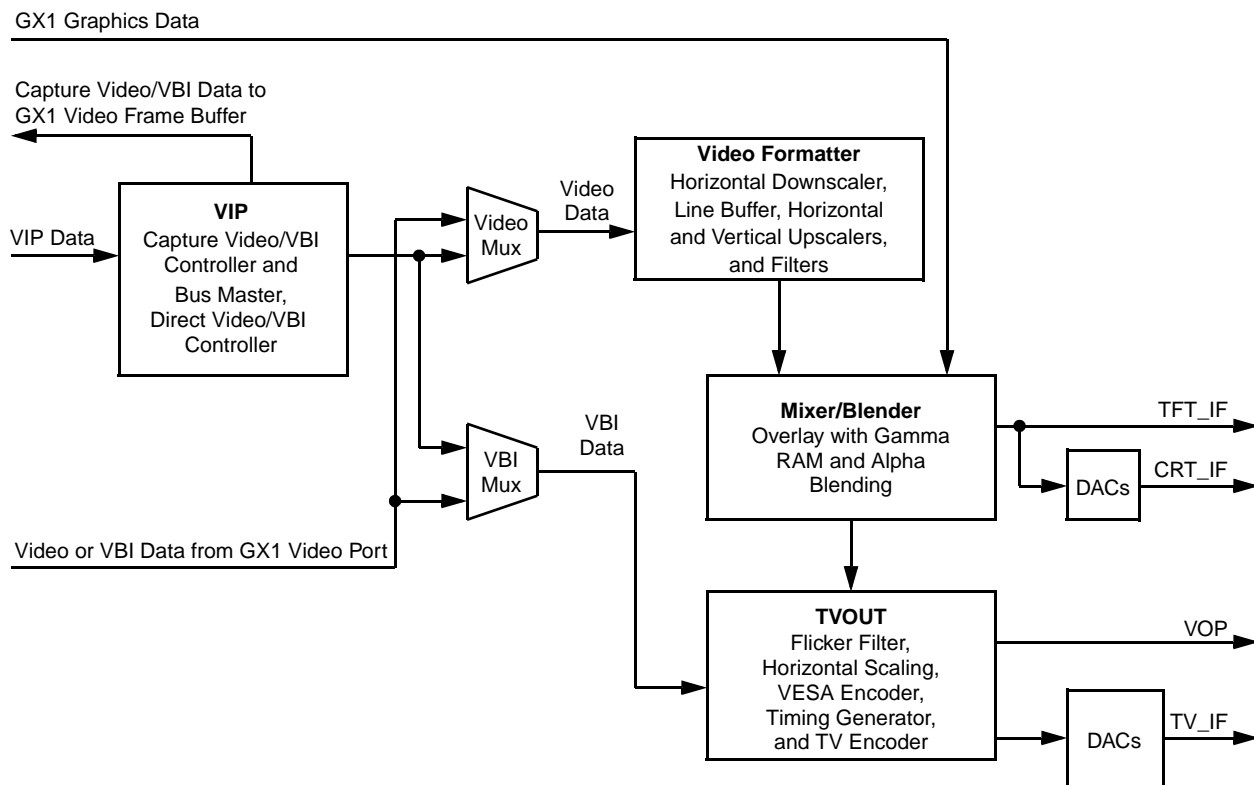 GX1 Graphics Data
Capture Video/VBI Data to
GX1 Video Frame Buffer
VIP Data
VIP
Capture Video/VBI
Controller and
Bus Master,
Direct Video/VBI
Controller
Video
Mux
Video
Data
Video Formatter
Horizontal Downscaler,
Line Buffer, Horizontal
and Vertical Upscalers,
and Filters
VBI
Mux
VBI
Data
Mixer/Blender
Overlay with Gamma
RAM and Alpha
Blending
TFT_IF
DACs
CRT_IF
Video or VBI Data from GX1 Video Port
TVOUT
Flicker Filter,
Horizontal Scaling,
VESA Encoder,
Timing Generator,
and TV Encoder
VOP
DACs
TV_IF